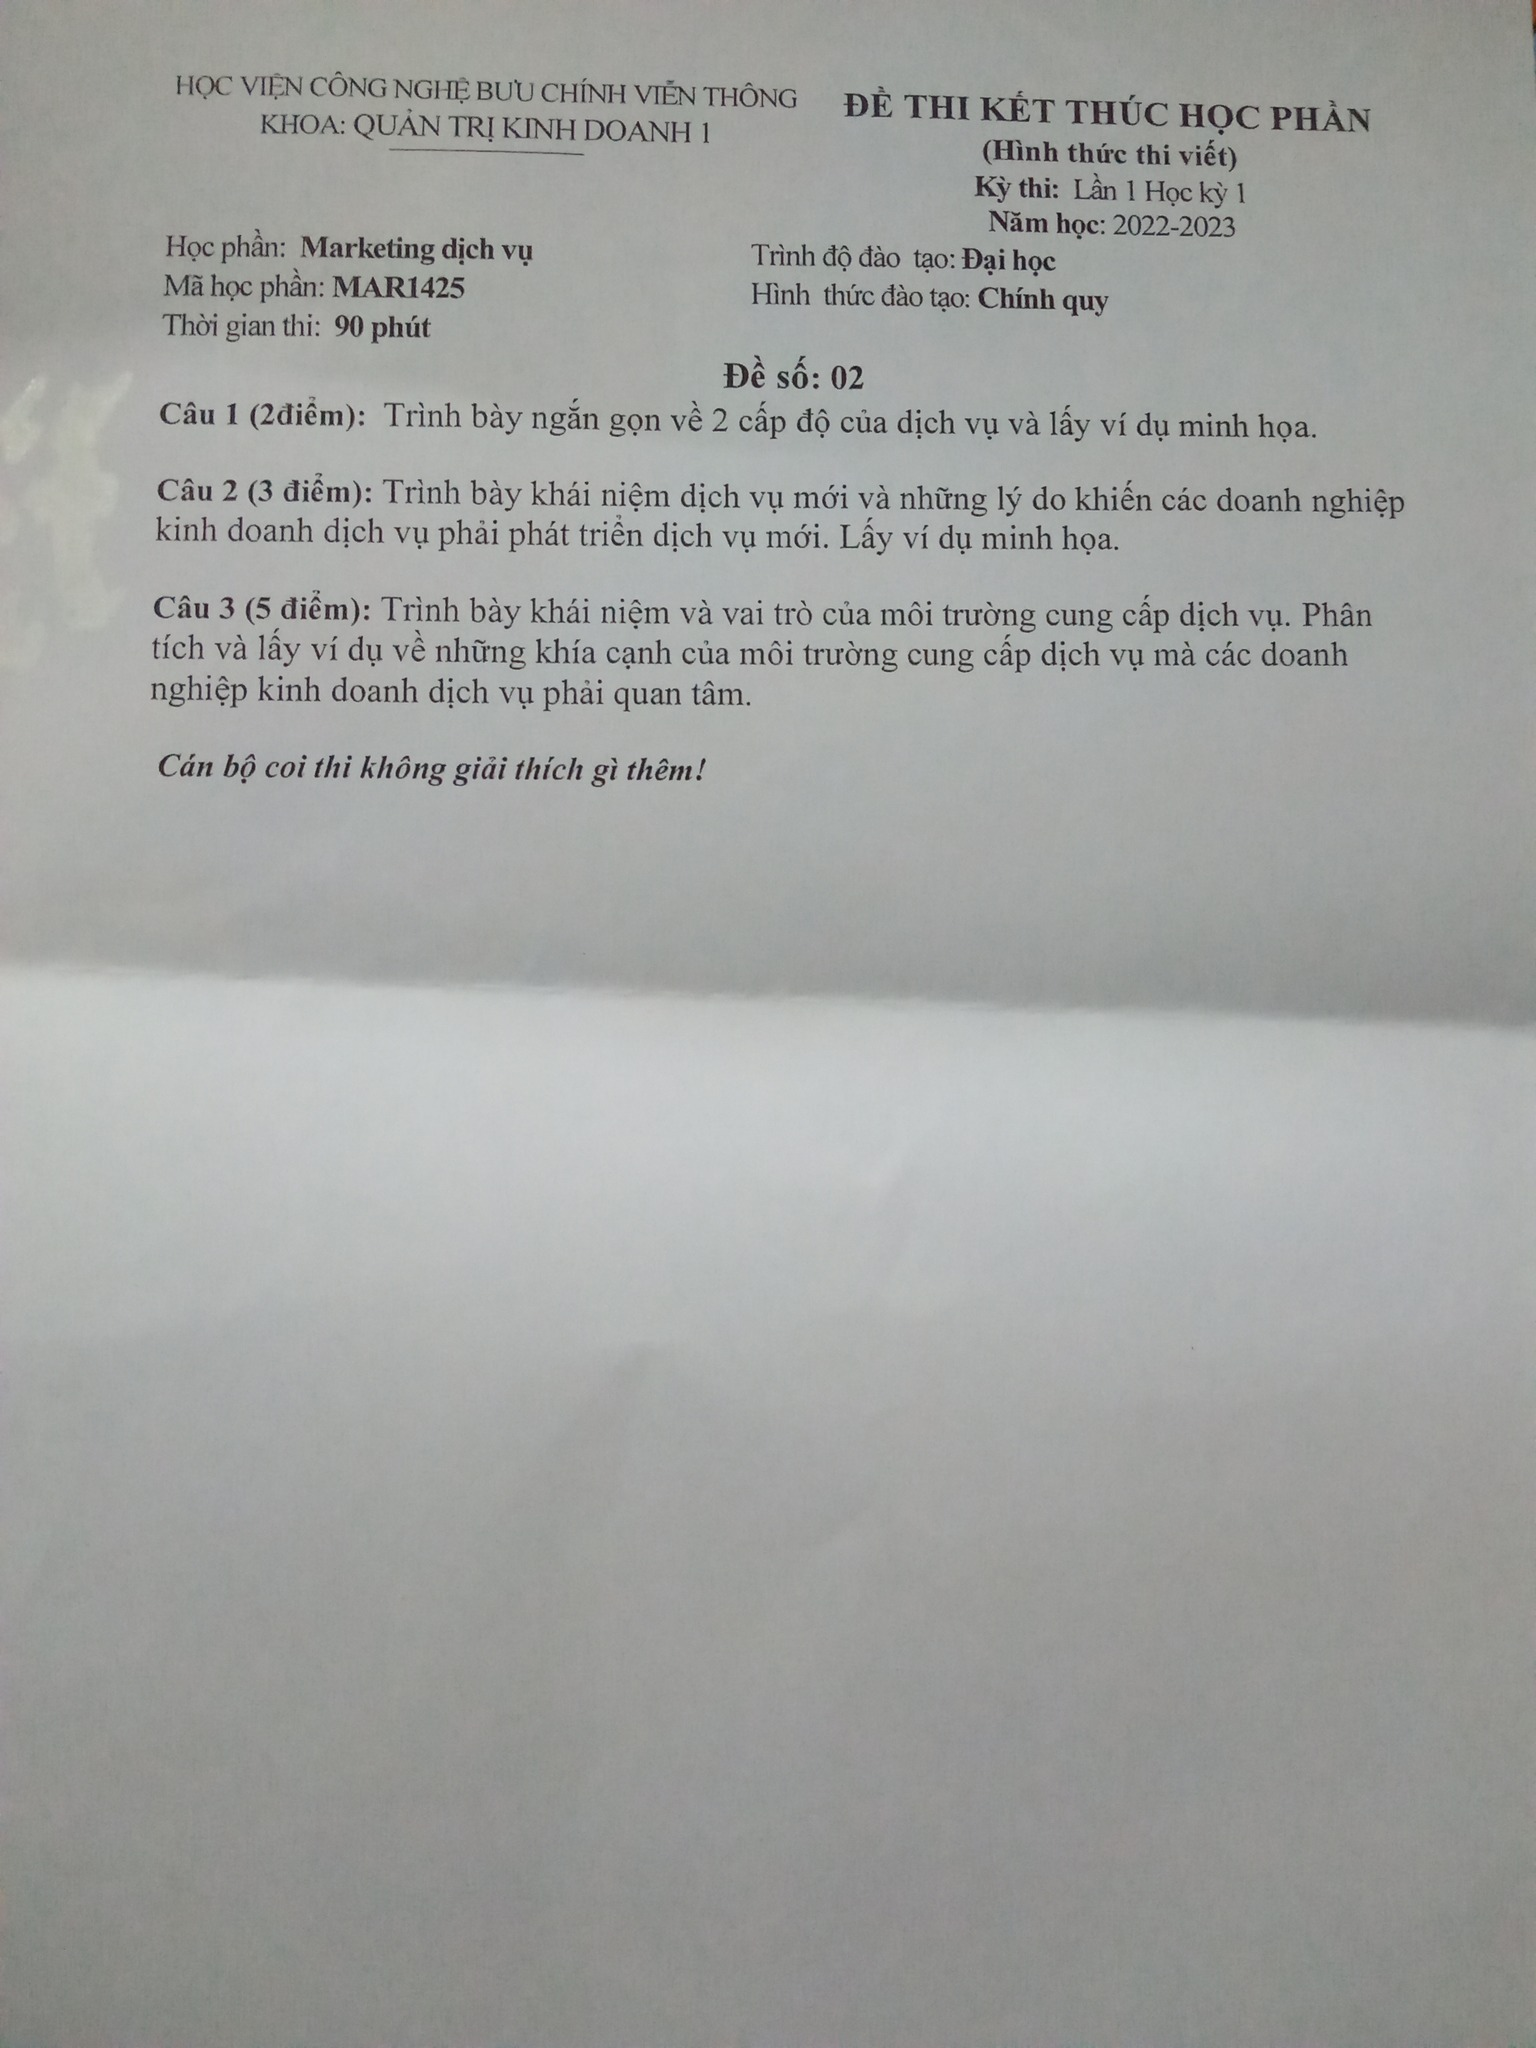 HỌC VIỆN CÔNG NGHỆ BƯU CHÍNH VIỄN THÔNG
KHOA: QUẢN TRỊ KINH DOANH 1
ĐỀ THI KẾT THÚC HỌC PHẦN
(Hình thức thi viết)
Kỳ thi: Lần 1 Học kỳ 1
Năm học: 2022-2023
Học phần: Marketing dịch vụ
Mã học phần: MAR1425
Thời gian thi: 90 phút
Trình độ đào tạo: Đại học
Hình thức đào tạo: Chính quy
Đề số: 02
Câu 1 (2điểm): Trình bày ngắn gọn về 2 cấp độ của dịch vụ và lấy ví dụ minh họa.
Câu 2 (3 điểm): Trình bày khái niệm dịch vụ mới và những lý do khiến các doanh nghiệp
kinh doanh dịch vụ phải phát triển dịch vụ mới. Lấy ví dụ minh họa.
Câu 3 (5 điểm): Trình bày khái niệm và vai trò của môi trường cung cấp dịch vụ. Phân
tích và lấy ví dụ về những khía cạnh của môi trường cung cấp dịch vụ mà các doanh
nghiệp kinh doanh dịch vụ phải quan tâm.
Cán bộ coi thi không giải thích gì thêm!